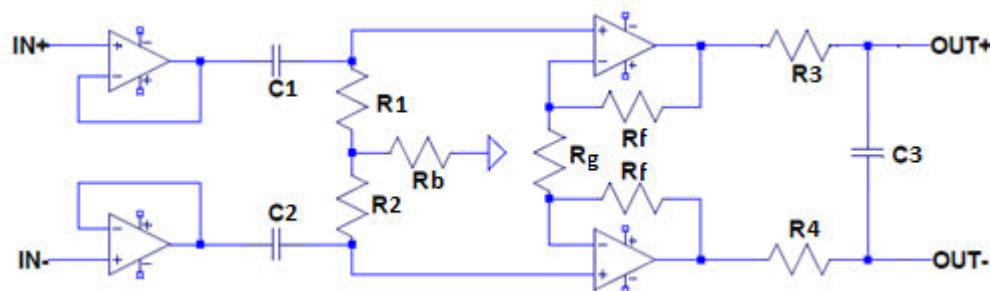 IN+
C1
R1
Rb
R2
C2
IN-
Rf
Rg
Rf
R3
OUT+
C3
R4
OUT-